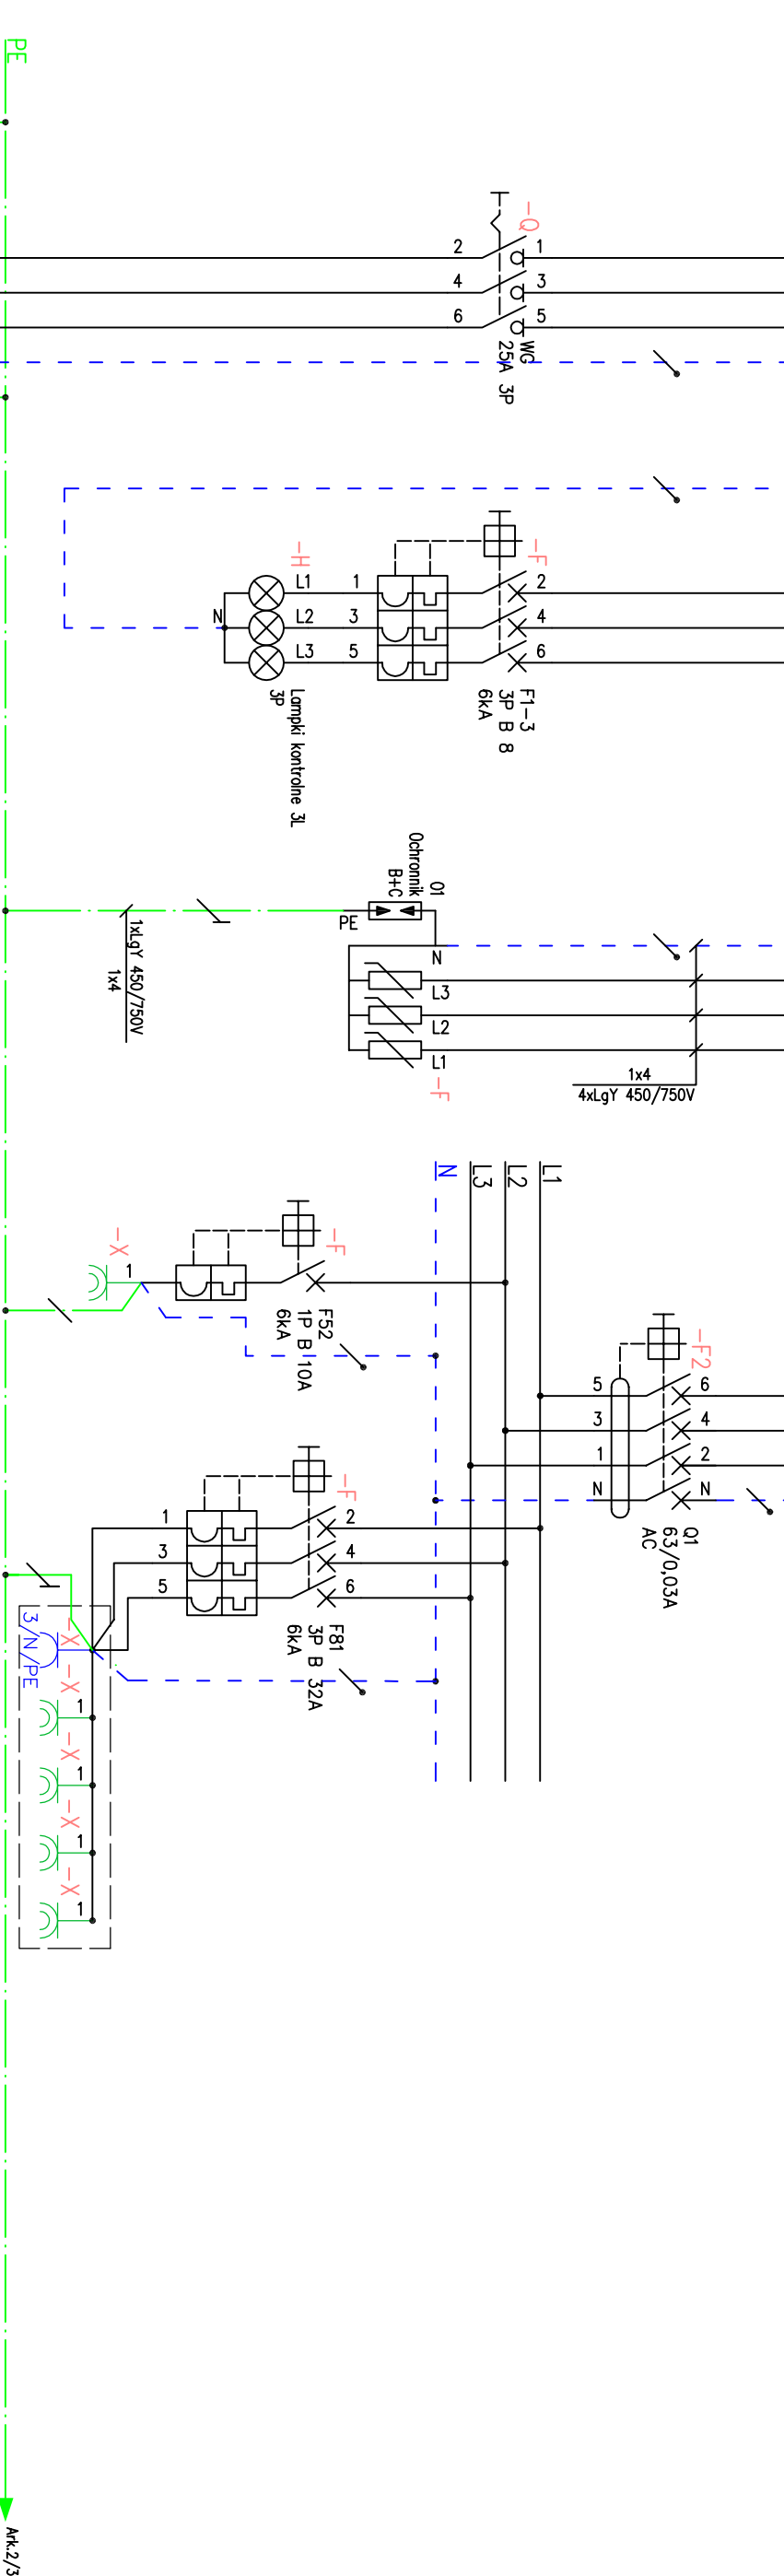 PE
-Q
2 1
4 3
6 5
WG
25A 3P
-F
-H
L1 1 2
N L2 3 4
L3 5 6
F1-3
3P B 8
6kA
Lampki kontrolne 3L
3P
O1
Ochronnik
B+C
PE
N
L3
L2
L1
-F
1xLgY 450/750V
1x4
1x4
4xLgY 450/750V
N
L3
L2
L1
-F
-X
1
F52
1P B 10A
6kA
-F2
5 6
3 4
1 2
N N
Q1
63/0,03A
AC
-F
1 2
3 4
5 6
F81
3P B 32A
6kA
3/N/PE
-X
-X
1
-X
1
-X
1
-X
1
Ark.2/3